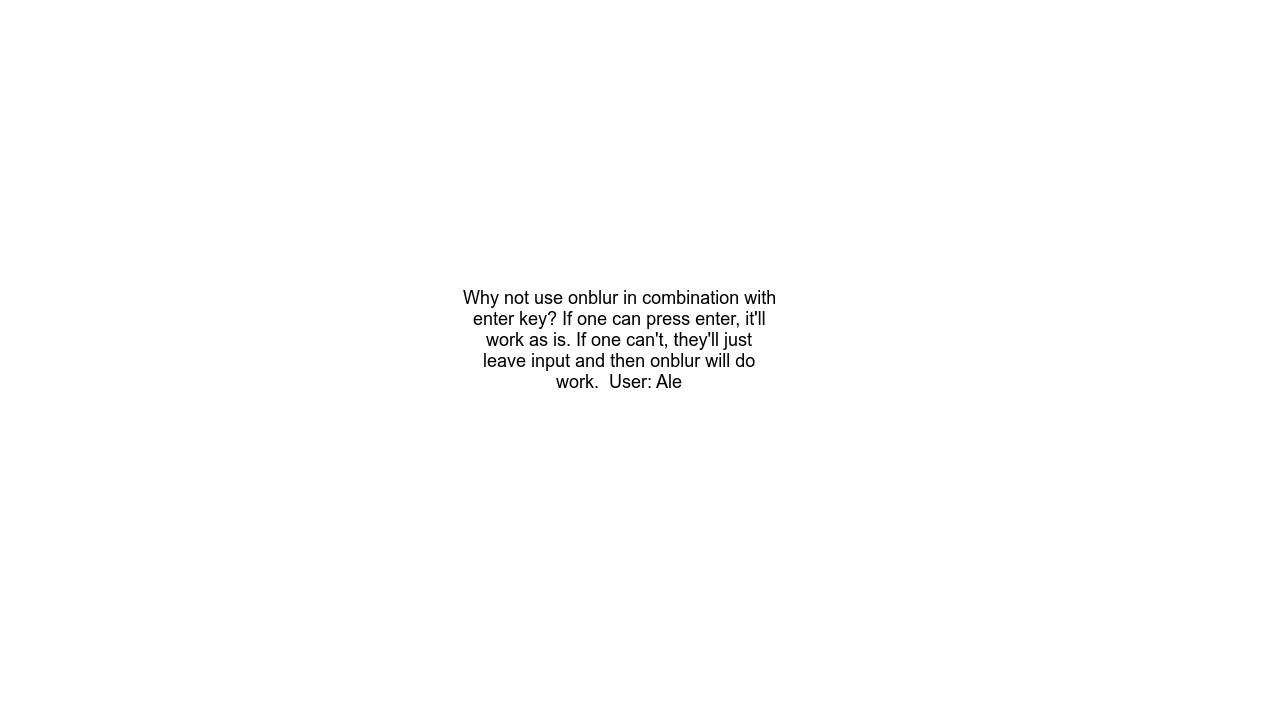 Why not use onblur in combination with
enter key? If one can press enter, it'll
work as is. If one can't, they'll just
leave input and then onblur will do
work.  User: Ale